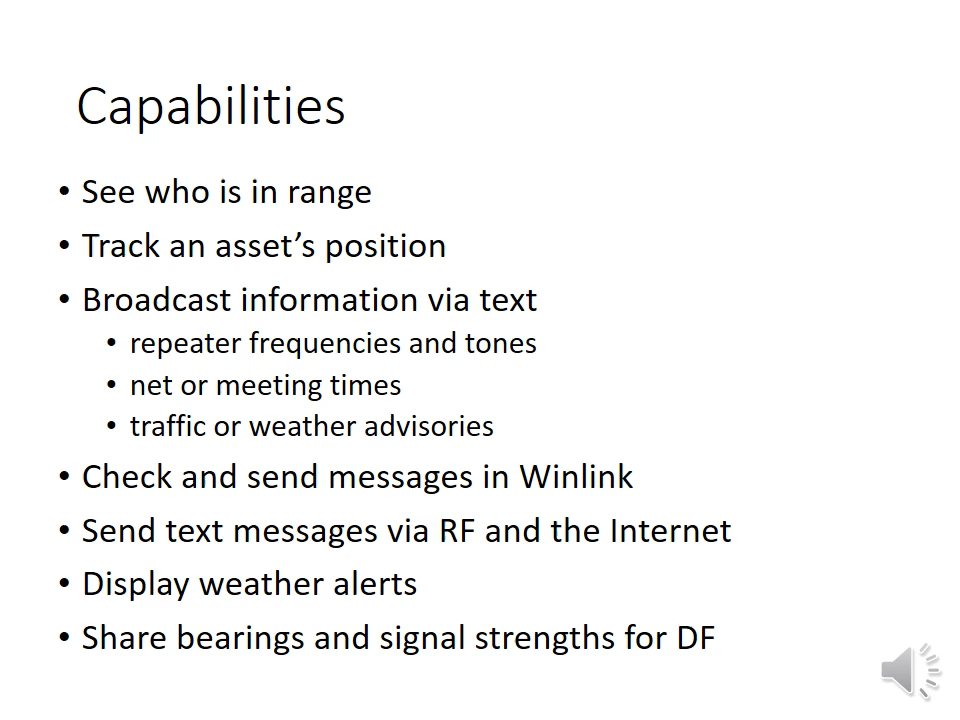 Capabilities
• See who is in range
• Track an asset’s position
• Broadcast information via text
• repeater frequencies and tones
• net or meeting times
• traffic or weather advisories
• Check and send messages in Winlink
• Send text messages via RF and the Internet
• Display weather alerts
• Share bearings and signal strengths for DF